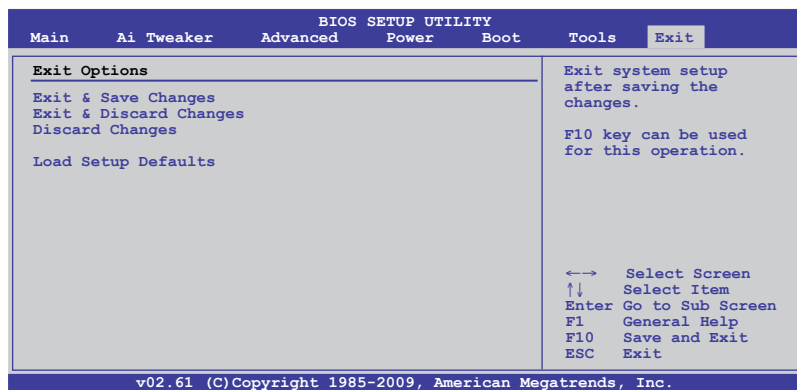 BIOS SETUP UTILITY
Main Ai Tweaker Advanced Power Boot Tools Exit
Exit Options
Exit & Save Changes
Exit & Discard Changes
Discard Changes
Load Setup Defaults
Exit system setup
after saving the
changes.
F10 key can be used
for this operation.
←→ Select Screen
↑↓ Select Item
Enter Go to Sub Screen
F1 General Help
F10 Save and Exit
ESC Exit
v02.61 (C)Copyright 1985-2009, American Megatrends, Inc.